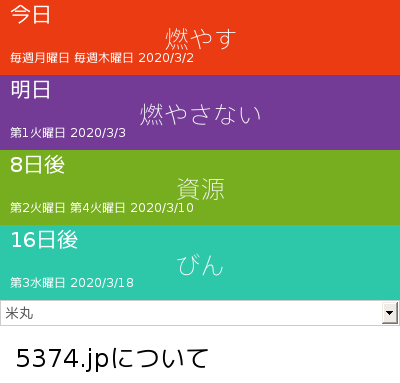 今日
燃やす
毎週月曜日 毎週木曜日 2020/3/2
明日
燃やさない
第1火曜日 2020/3/3
8日後
資源
第2火曜日 第4火曜日 2020/3/10
16日後
びん
第3水曜日 2020/3/18
米丸
5374.jpについて